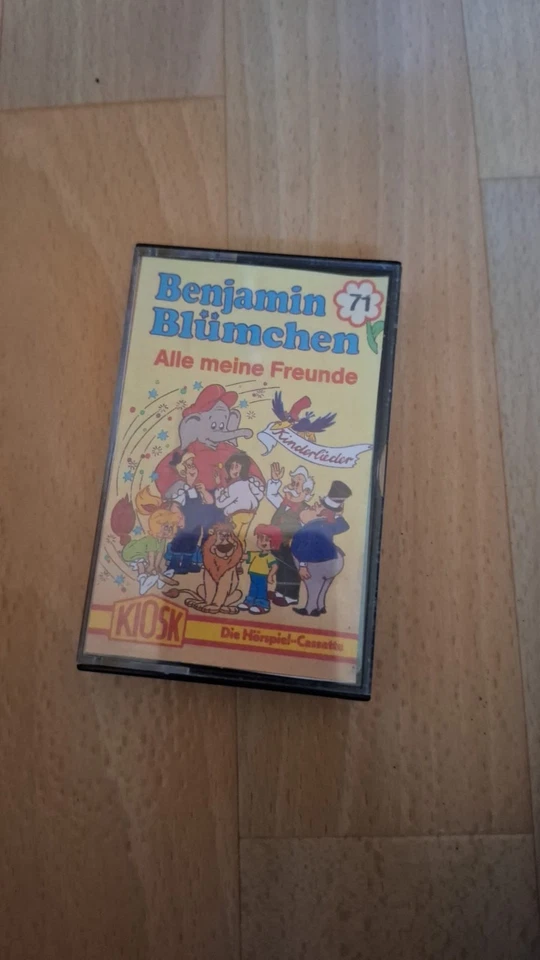 Benjamin
Blümchen
71
Alle meine Freunde
Kinderlieder
KIOSK
Die Hörspiel-Cassette